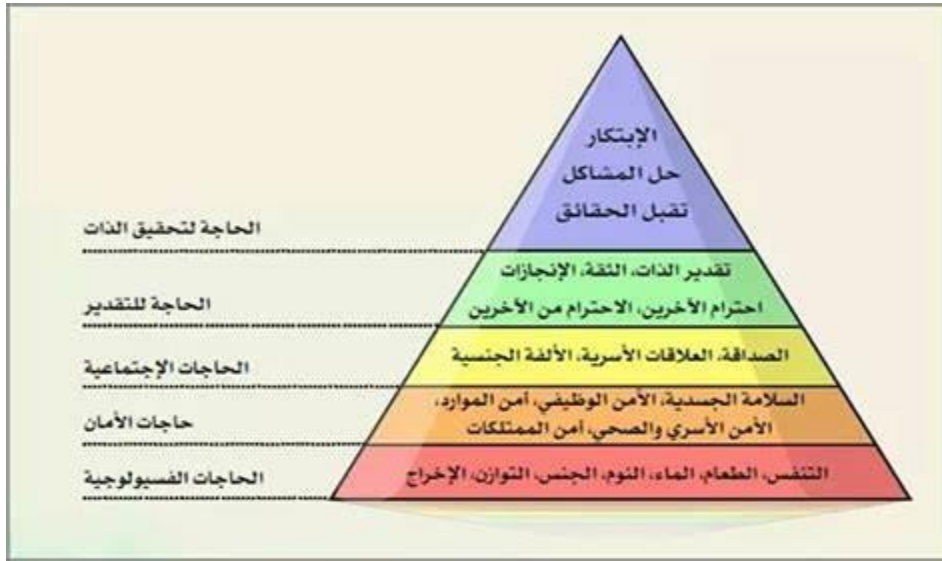 الإبتكار
حل المشاكل
تقبل الحقائق
الحاجة لتحقيق الذات
تقدير الذات، الثقة، الإنجازات
احترام الأخرين، الاحترام من الأخرين
الحاجة للتقدير
الصداقة، العلاقات الأسرية، الألفة الجنسية
الحاجات الإجتماعية
السلامة الجسدية، الأمن الوظيفي، أمن الموارد،
الأمن الأسري والصحي، أمن الممتلكات
حاجات الأمان
التنفس، الطعام، الماء، النوم، الجنس، التوازن، الإخراج
الحاجات الفسيولوجية